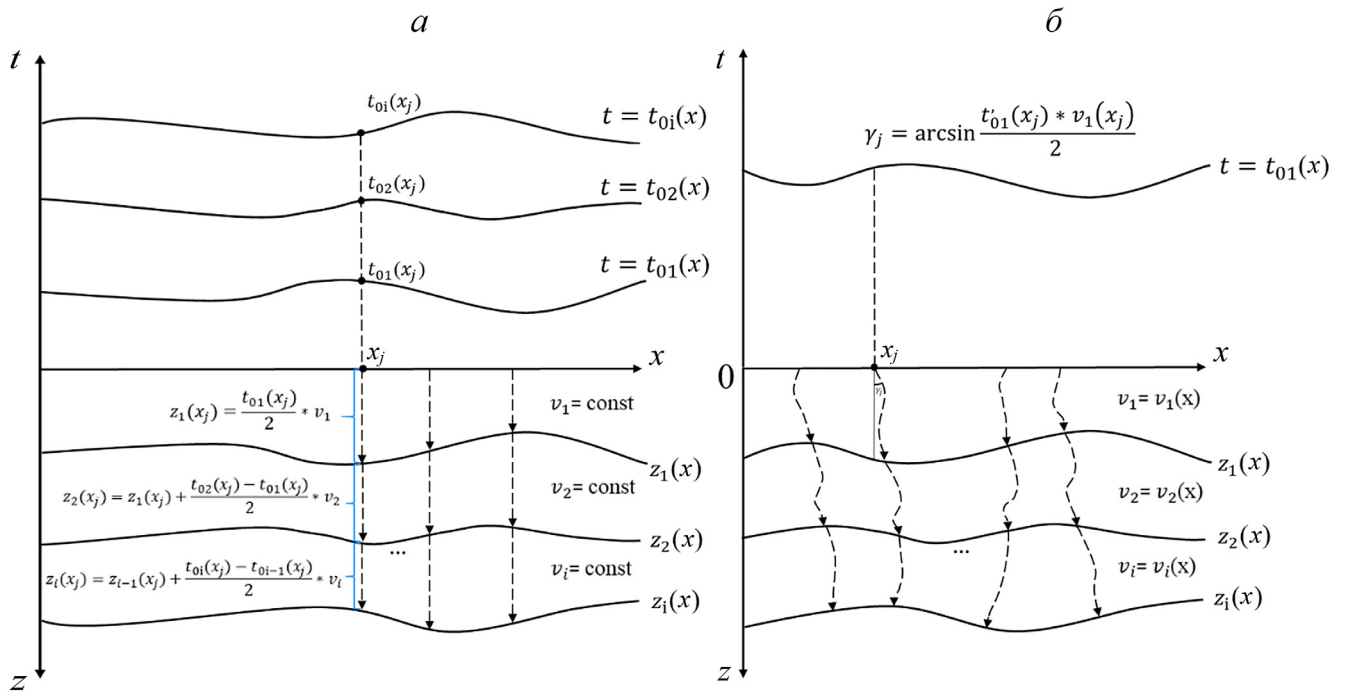 а
t
t₀ᵢ(xⱼ)
t = t₀ᵢ(x)
t₀₂(xⱼ)
t = t₀₂(x)
t₀₁(xⱼ)
t = t₀₁(x)
xⱼ
x
z₁(xⱼ) = t₀₁(xⱼ)/2 * v₁
v₁= const
z₁(x)
z₂(xⱼ) = z₁(xⱼ) + (t₀₂(xⱼ) − t₀₁(xⱼ))/2 * v₂
v₂= const
...
z₂(x)
zᵢ(xⱼ) = zᵢ₋₁(xⱼ) + (t₀ᵢ(xⱼ) − t₀ᵢ₋₁(xⱼ))/2 * vᵢ
vᵢ= const
zᵢ(x)
z
б
t
γⱼ = arcsin (t′₀₁(xⱼ) * v₁(xⱼ))/2
t = t₀₁(x)
0
xⱼ
x
γⱼ
v₁= v₁(x)
z₁(x)
v₂= v₂(x)
...
z₂(x)
vᵢ= vᵢ(x)
zᵢ(x)
z